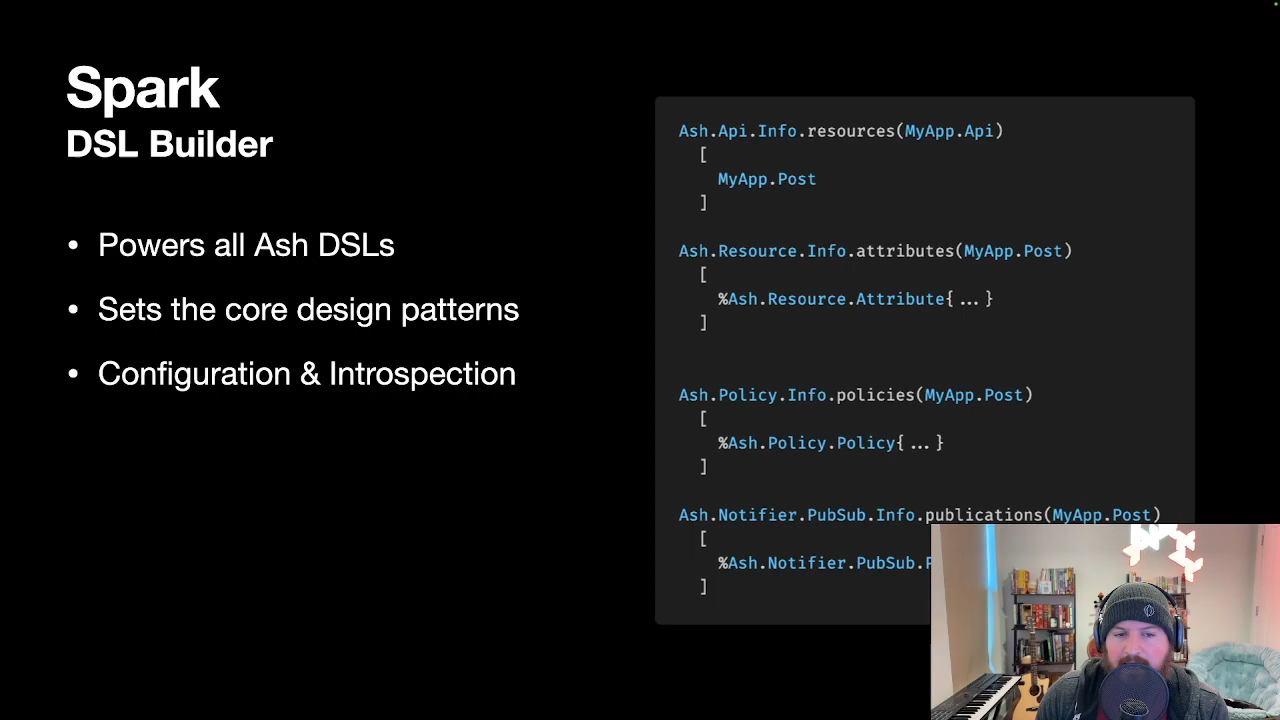 Spark
DSL Builder
• Powers all Ash DSLs
• Sets the core design patterns
• Configuration & Introspection
Ash.Api.Info.resources(MyApp.Api)
[
MyApp.Post
]
Ash.Resource.Info.attributes(MyApp.Post)
[
%Ash.Resource.Attribute{ ... }
]
Ash.Policy.Info.policies(MyApp.Post)
[
%Ash.Policy.Policy{ ... }
]
Ash.Notifier.PubSub.Info.publications(MyApp.Post)
[
%Ash.Notifier.PubSub.
]